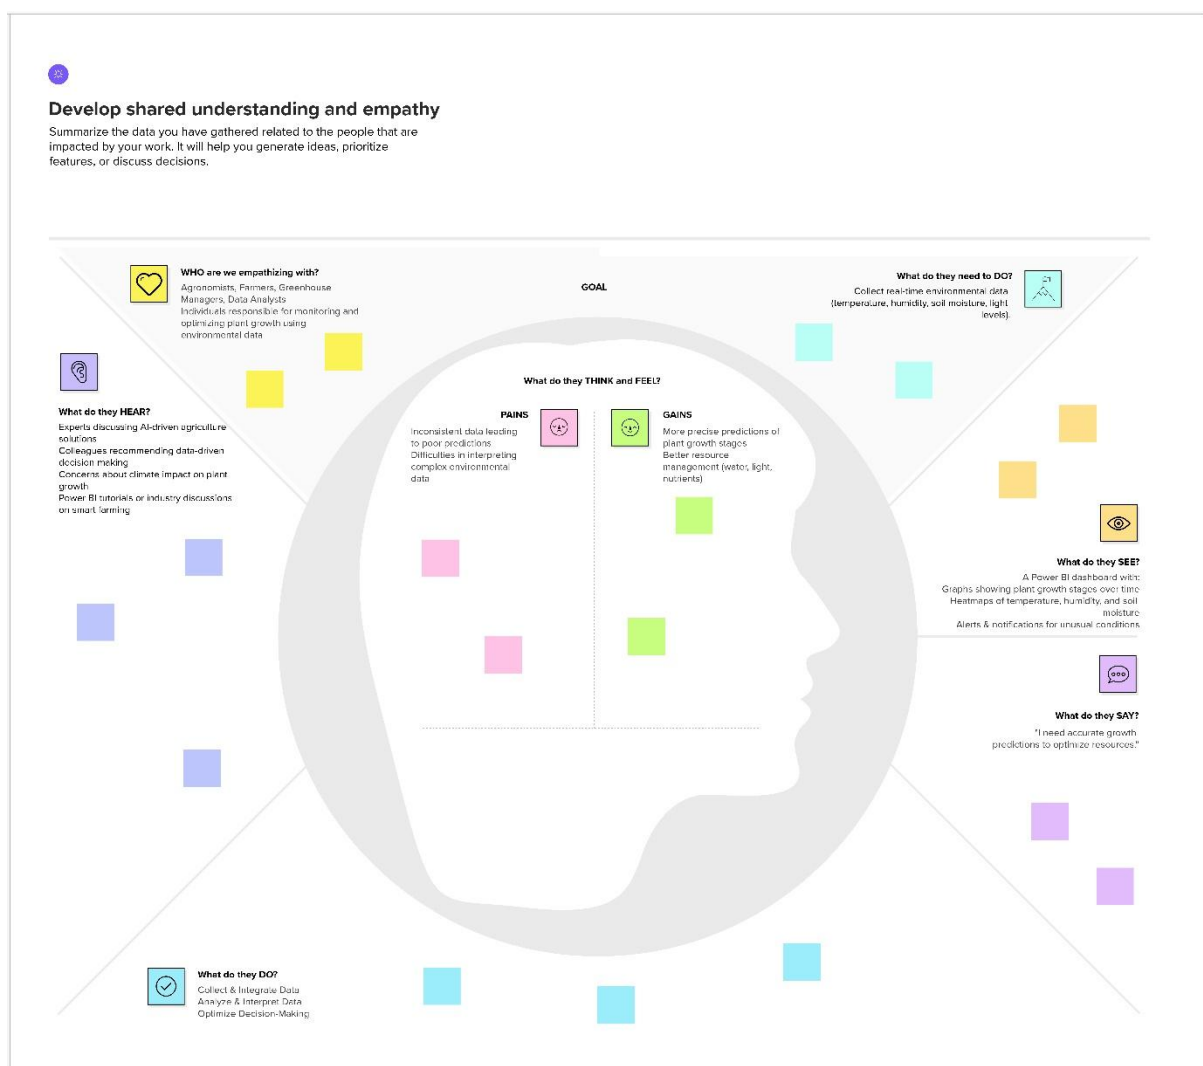 Develop shared understanding and empathy
Summarize the data you have gathered related to the people that are
impacted by your work. It will help you generate ideas, prioritize
features, or discuss decisions.
WHO are we empathizing with?
Agronomists, Farmers, Greenhouse
Managers, Data Analysts
Individuals responsible for monitoring and
optimizing plant growth using
environmental data
GOAL
What do they need to DO?
Collect real-time environmental data
(temperature, humidity, soil moisture, light
levels).
What do they HEAR?
Experts discussing AI-driven agriculture
solutions
Colleagues recommending data-driven
decision making
Concerns about climate impact on plant
growth
Power BI tutorials or industry discussions
on smart farming
What do they THINK and FEEL?
PAINS
Inconsistent data leading
to poor predictions
Difficulties in interpreting
complex environmental
data
GAINS
More precise predictions of
plant growth stages
Better resource
management (water, light,
nutrients)
What do they SEE?
A Power BI dashboard with:
Graphs showing plant growth stages over time
Heatmaps of temperature, humidity, and soil
moisture
Alerts & notifications for unusual conditions
What do they SAY?
"I need accurate growth
predictions to optimize resources."
What do they DO?
Collect & Integrate Data
Analyze & Interpret Data
Optimize Decision-Making